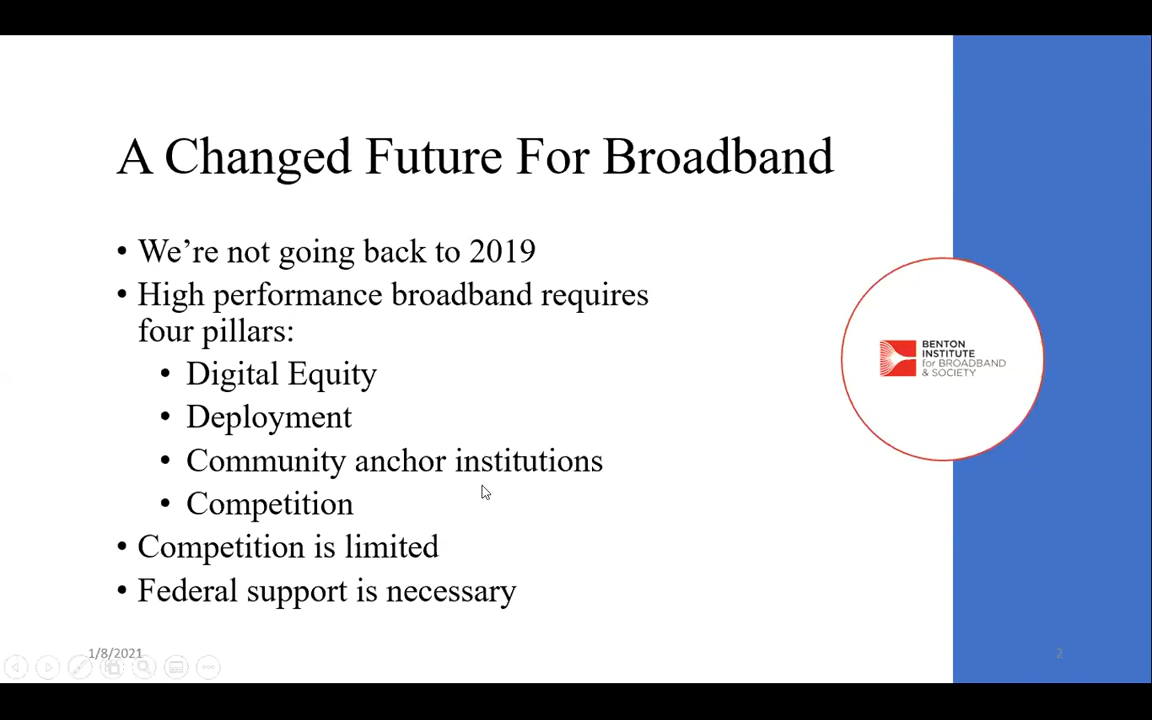 A Changed Future For Broadband
• We’re not going back to 2019
• High performance broadband requires
four pillars:
• Digital Equity
• Deployment
• Community anchor institutions
• Competition
• Competition is limited
• Federal support is necessary
BENTON
INSTITUTE
for BROADBAND
& SOCIETY
1/8/2021
2